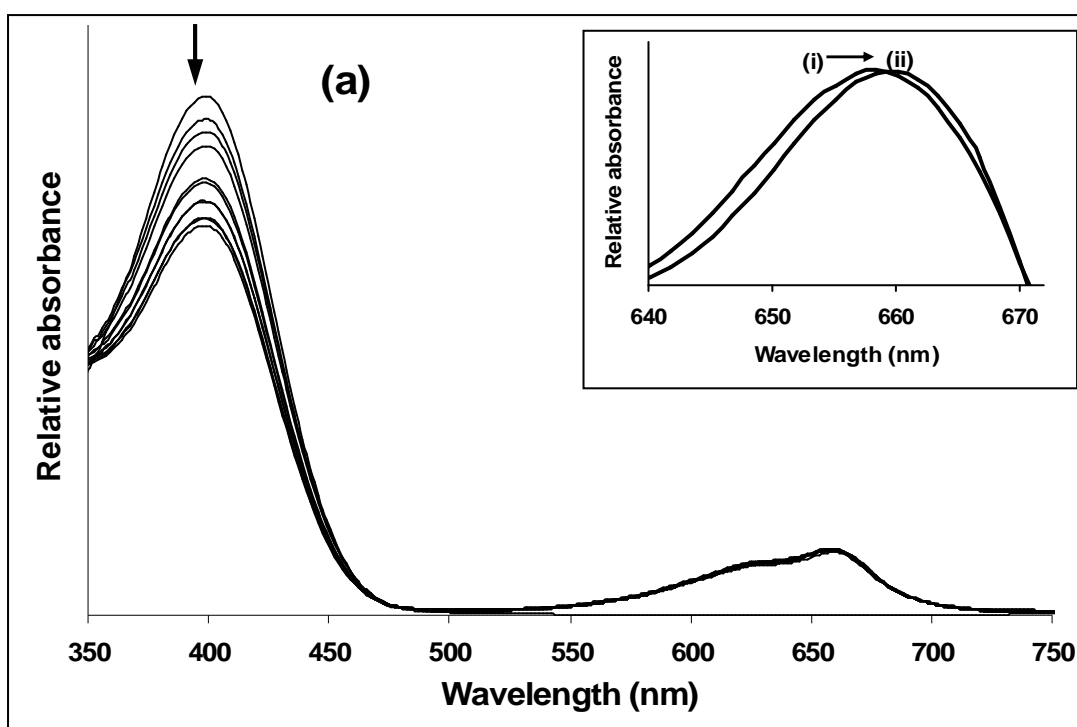 (a)
Relative absorbance
350 400 450 500 550 600 650 700 750
Wavelength (nm)
(i) (ii)
Relative absorbance
640 650 660 670
Wavelength (nm)